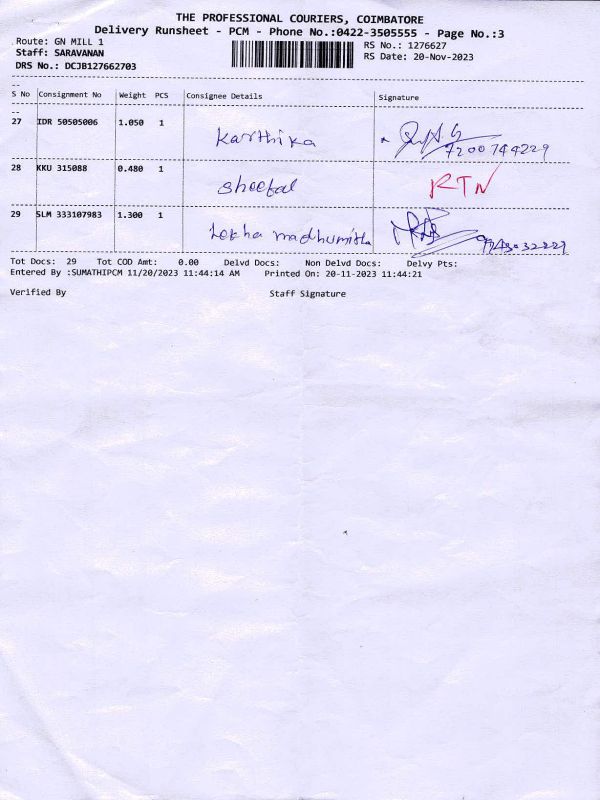 THE PROFESSIONAL COURIERS, COIMBATORE
Delivery Runsheet - PCM - Phone No.:0422-3505555 - Page No.:3
Route: GN MILL 1
RS No.: 1276627
Staff: SARAVANAN
RS Date: 20-Nov-2023
DRS No.: DCJB127662703
S No Consignment No Weight PCS Consignee Details Signature
27 IDR 50505006 1.050 1 Karthika 7200744229
28 KKU 315088 0.480 1 Sheetal RTN
29 SLM 333107983 1.300 1 madhumitha
Tot Docs: 29 Tot COD Amt: 0.00 Delvd Docs: Non Delvd Docs: Delvy Pts:
Entered By :SUMATHIPCM 11/20/2023 11:44:14 AM Printed On: 20-11-2023 11:44:21
Verified By Staff Signature